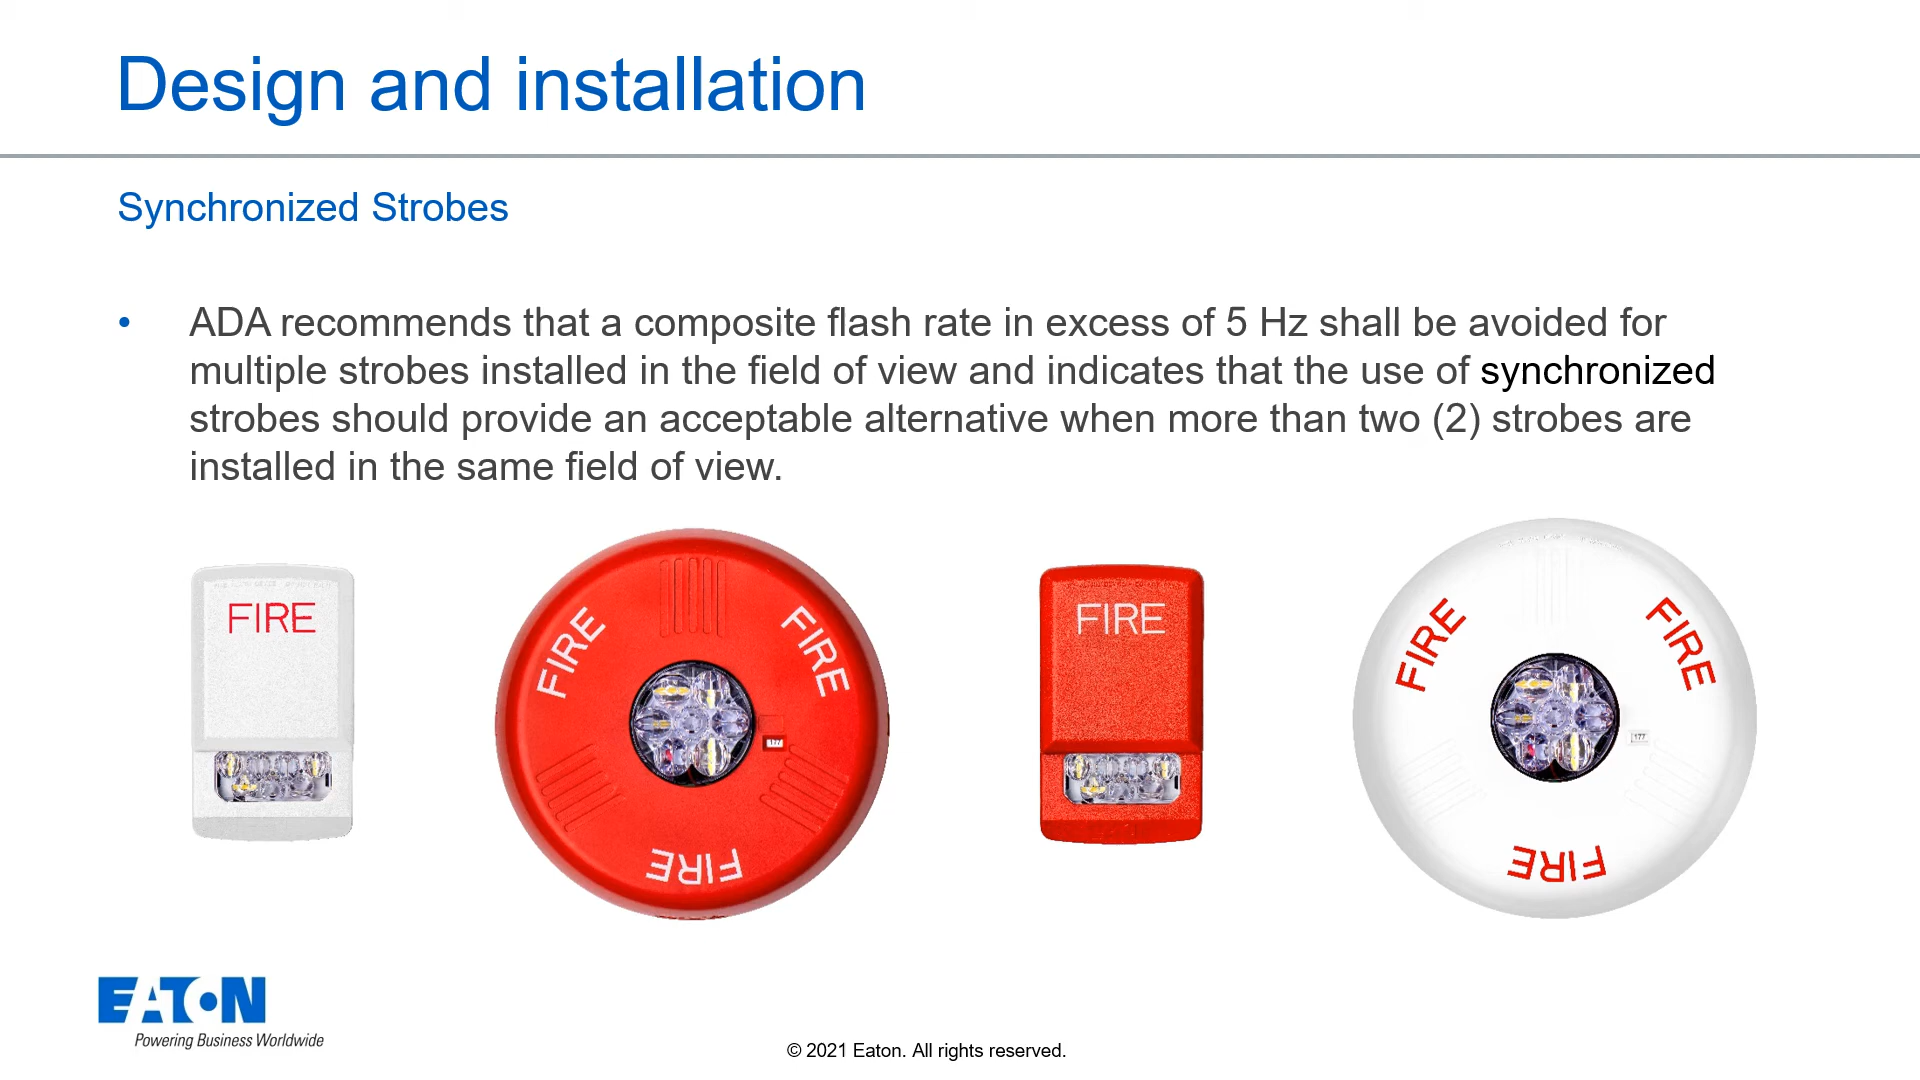 Design and installation
Synchronized Strobes
• ADA recommends that a composite flash rate in excess of 5 Hz shall be avoided for
multiple strobes installed in the field of view and indicates that the use of synchronized
strobes should provide an acceptable alternative when more than two (2) strobes are
installed in the same field of view.
FIRE
FIRE
FIRE
FIRE
177
FIRE
FIRE
FIRE
FIRE
177
EATON
Powering Business Worldwide
© 2021 Eaton. All rights reserved.